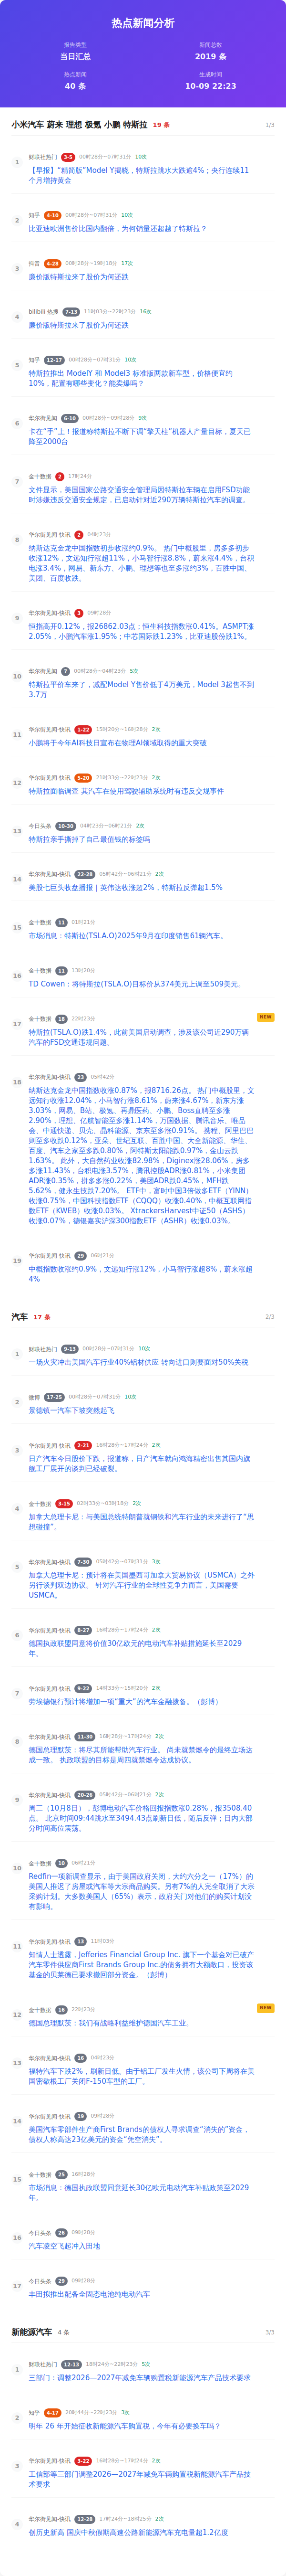 热点新闻分析
报告类型
当日汇总
新闻总数
2019 条
热点新闻
40 条
生成时间
10-09 22:23
小米汽车 蔚来 理想 极氪 小鹏 特斯拉 19 条 1/3
1
财联社热门 3-5 00时28分~07时31分 10次
【早报】“精简版”Model Y揭晓，特斯拉跳水大跌逾4%；央行连续11
个月增持黄金
2
知乎 4-10 00时28分~07时31分 10次
比亚迪欧洲售价比国内翻倍，为何销量还超越了特斯拉？
3
抖音 4-28 00时28分~19时18分 17次
廉价版特斯拉来了股价为何还跌
4
bilibili 热搜 7-13 11时03分~22时23分 16次
廉价版特斯拉来了股价为何还跌
5
知乎 12-17 00时28分~07时31分 10次
特斯拉推出 ModelY 和 Model3 标准版两款新车型，价格便宜约
10%，配置有哪些变化？能卖爆吗？
6
华尔街见闻 6-10 00时28分~09时28分 9次
卡在“手”上！报道称特斯拉不断下调“擎天柱”机器人产量目标，夏天已
降至2000台
7
金十数据 2 17时24分
文件显示，美国国家公路交通安全管理局因特斯拉车辆在启用FSD功能
时涉嫌违反交通安全规定，已启动针对近290万辆特斯拉汽车的调查。
8
华尔街见闻-快讯 2 04时23分
纳斯达克金龙中国指数初步收涨约0.9%。 热门中概股里，房多多初步
收涨12%，文远知行涨超11%，小马智行涨8.8%，蔚来涨4.4%，台积
电涨3.4%，网易、新东方、小鹏、理想等也至多涨约3%，百胜中国、
美团、百度收跌。
9
华尔街见闻-快讯 3 09时28分
恒指高开0.12%，报26862.03点；恒生科技指数涨0.41%。ASMPT涨
2.05%，小鹏汽车涨1.95%；中芯国际跌1.23%，比亚迪股份跌1%。
10
华尔街见闻 7 00时28分~04时23分 5次
特斯拉平价车来了，减配Model Y售价低于4万美元，Model 3起售不到
3.7万
11
华尔街见闻-快讯 1-22 15时20分~16时28分 2次
小鹏将于今年AI科技日宣布在物理AI领域取得的重大突破
12
华尔街见闻-快讯 5-20 21时33分~22时23分 2次
特斯拉面临调查 其汽车在使用驾驶辅助系统时有违反交规事件
13
今日头条 10-30 04时23分~06时21分 2次
特斯拉亲手撕掉了自己最值钱的标签吗
14
华尔街见闻-快讯 22-28 05时42分~06时21分 2次
美股七巨头收盘播报｜英伟达收涨超2%，特斯拉反弹超1.5%
15
金十数据 11 01时21分
市场消息：特斯拉(TSLA.O)2025年9月在印度销售61辆汽车。
16
金十数据 11 13时20分
TD Cowen：将特斯拉(TSLA.O)目标价从374美元上调至509美元。
17
金十数据 18 22时23分 NEW
特斯拉(TSLA.O)跌1.4%，此前美国启动调查，涉及该公司近290万辆
汽车的FSD交通违规问题。
18
华尔街见闻-快讯 23 05时42分
纳斯达克金龙中国指数收涨0.87%，报8716.26点。 热门中概股里，文
远知行收涨12.04%，小马智行涨8.61%，蔚来涨4.67%，新东方涨
3.03%，网易、B站、极氪、再鼎医药、小鹏、Boss直聘至多涨
2.90%，理想、亿航智能至多涨1.14%，万国数据、腾讯音乐、唯品
会、中通快递、贝壳、晶科能源、京东至多涨0.91%。 携程、阿里巴巴
则至多收跌0.12%，亚朵、世纪互联、百胜中国、大全新能源、华住、
百度、汽车之家至多跌0.80%，阿特斯太阳能跌0.97%，金山云跌
1.63%。 此外，大自然药业收涨82.98%，Diginex涨28.06%，房多
多涨11.43%，台积电涨3.57%，腾讯控股ADR涨0.81%，小米集团
ADR涨0.35%，拼多多涨0.22%，美团ADR跌0.45%，MFH跌
5.62%，健永生技跌7.20%。 ETF中，富时中国3倍做多ETF（YINN）
收涨0.75%，中国科技指数ETF（CQQQ）收涨0.40%，中概互联网指
数ETF（KWEB）收涨0.03%。 XtrackersHarvest中证50（ASHS）
收涨0.07%，德银嘉实沪深300指数ETF（ASHR）收涨0.03%。
19
华尔街见闻-快讯 29 06时21分
中概指数收涨约0.9%，文远知行涨12%，小马智行涨超8%，蔚来涨超
4%
汽车 17 条 2/3
1
财联社热门 9-13 00时28分~07时31分 10次
一场火灾冲击美国汽车行业40%铝材供应 转向进口则要面对50%关税
2
微博 17-25 00时28分~07时31分 10次
景德镇一汽车下坡突然起飞
3
华尔街见闻-快讯 2-21 16时28分~17时24分 2次
日产汽车今日股价下跌，报道称，日产汽车就向鸿海精密出售其国内旗
舰工厂展开的谈判已经破裂。
4
金十数据 3-15 02时33分~03时18分 2次
加拿大总理卡尼：与美国总统特朗普就钢铁和汽车行业的未来进行了“思
想碰撞”。
5
华尔街见闻-快讯 7-30 05时42分~07时31分 3次
加拿大总理卡尼：预计将在美国墨西哥加拿大贸易协议（USMCA）之外
另行谈判双边协议。 针对汽车行业的全球性竞争力而言，美国需要
USMCA。
6
华尔街见闻-快讯 8-27 16时28分~17时24分 2次
德国执政联盟同意将价值30亿欧元的电动汽车补贴措施延长至2029
年。
7
华尔街见闻-快讯 9-22 14时33分~15时20分 2次
劳埃德银行预计将增加一项“重大”的汽车金融拨备。（彭博）
8
华尔街见闻-快讯 11-30 16时28分~17时24分 2次
德国总理默茨：将尽其所能帮助汽车行业。 尚未就禁燃令的最终立场达
成一致。 执政联盟的目标是周四就禁燃令达成协议。
9
华尔街见闻-快讯 20-26 05时42分~06时21分 2次
周三（10月8日），彭博电动汽车价格回报指数涨0.28%，报3508.40
点。 北京时间09:44跳水至3494.43点刷新日低，随后反弹；日内大部
分时间高位震荡。
10
金十数据 10 06时21分
Redfin一项新调查显示，由于美国政府关闭，大约六分之一（17%）的
美国人推迟了房屋或汽车等大宗商品购买。另有7%的人完全取消了大宗
采购计划。大多数美国人（65%）表示，政府关门对他们的购买计划没
有影响。
11
华尔街见闻-快讯 13 11时03分
知情人士透露，Jefferies Financial Group Inc. 旗下一个基金对已破产
汽车零件供应商First Brands Group Inc.的债务拥有大额敞口，投资该
基金的贝莱德已要求撤回部分资金。（彭博）
12
金十数据 16 22时23分 NEW
德国总理默茨：我们有战略利益维护德国汽车工业。
13
华尔街见闻-快讯 16 04时23分
福特汽车下跌2%，刷新日低。由于铝工厂发生火情，该公司下周将在美
国密歇根工厂关闭F-150车型的工厂。
14
华尔街见闻-快讯 19 09时28分
美国汽车零部件生产商First Brands的债权人寻求调查“消失的”资金，
债权人称高达23亿美元的资金“凭空消失”。
15
金十数据 25 16时28分
市场消息：德国执政联盟同意延长30亿欧元电动汽车补贴政策至2029
年。
16
今日头条 26 09时28分
汽车凌空飞起冲入田地
17
今日头条 29 09时28分
丰田拟推出配备全固态电池纯电动汽车
新能源汽车 4 条 3/3
1
财联社热门 12-13 18时24分~22时23分 5次
三部门：调整2026—2027年减免车辆购置税新能源汽车产品技术要求
2
知乎 4-17 20时44分~22时23分 3次
明年 26 年开始征收新能源汽车购置税，今年有必要换车吗？
3
华尔街见闻-快讯 3-22 16时28分~17时24分 2次
工信部等三部门调整2026—2027年减免车辆购置税新能源汽车产品技
术要求
4
华尔街见闻-快讯 12-28 17时24分~18时25分 2次
创历史新高 国庆中秋假期高速公路新能源汽车充电量超1.2亿度